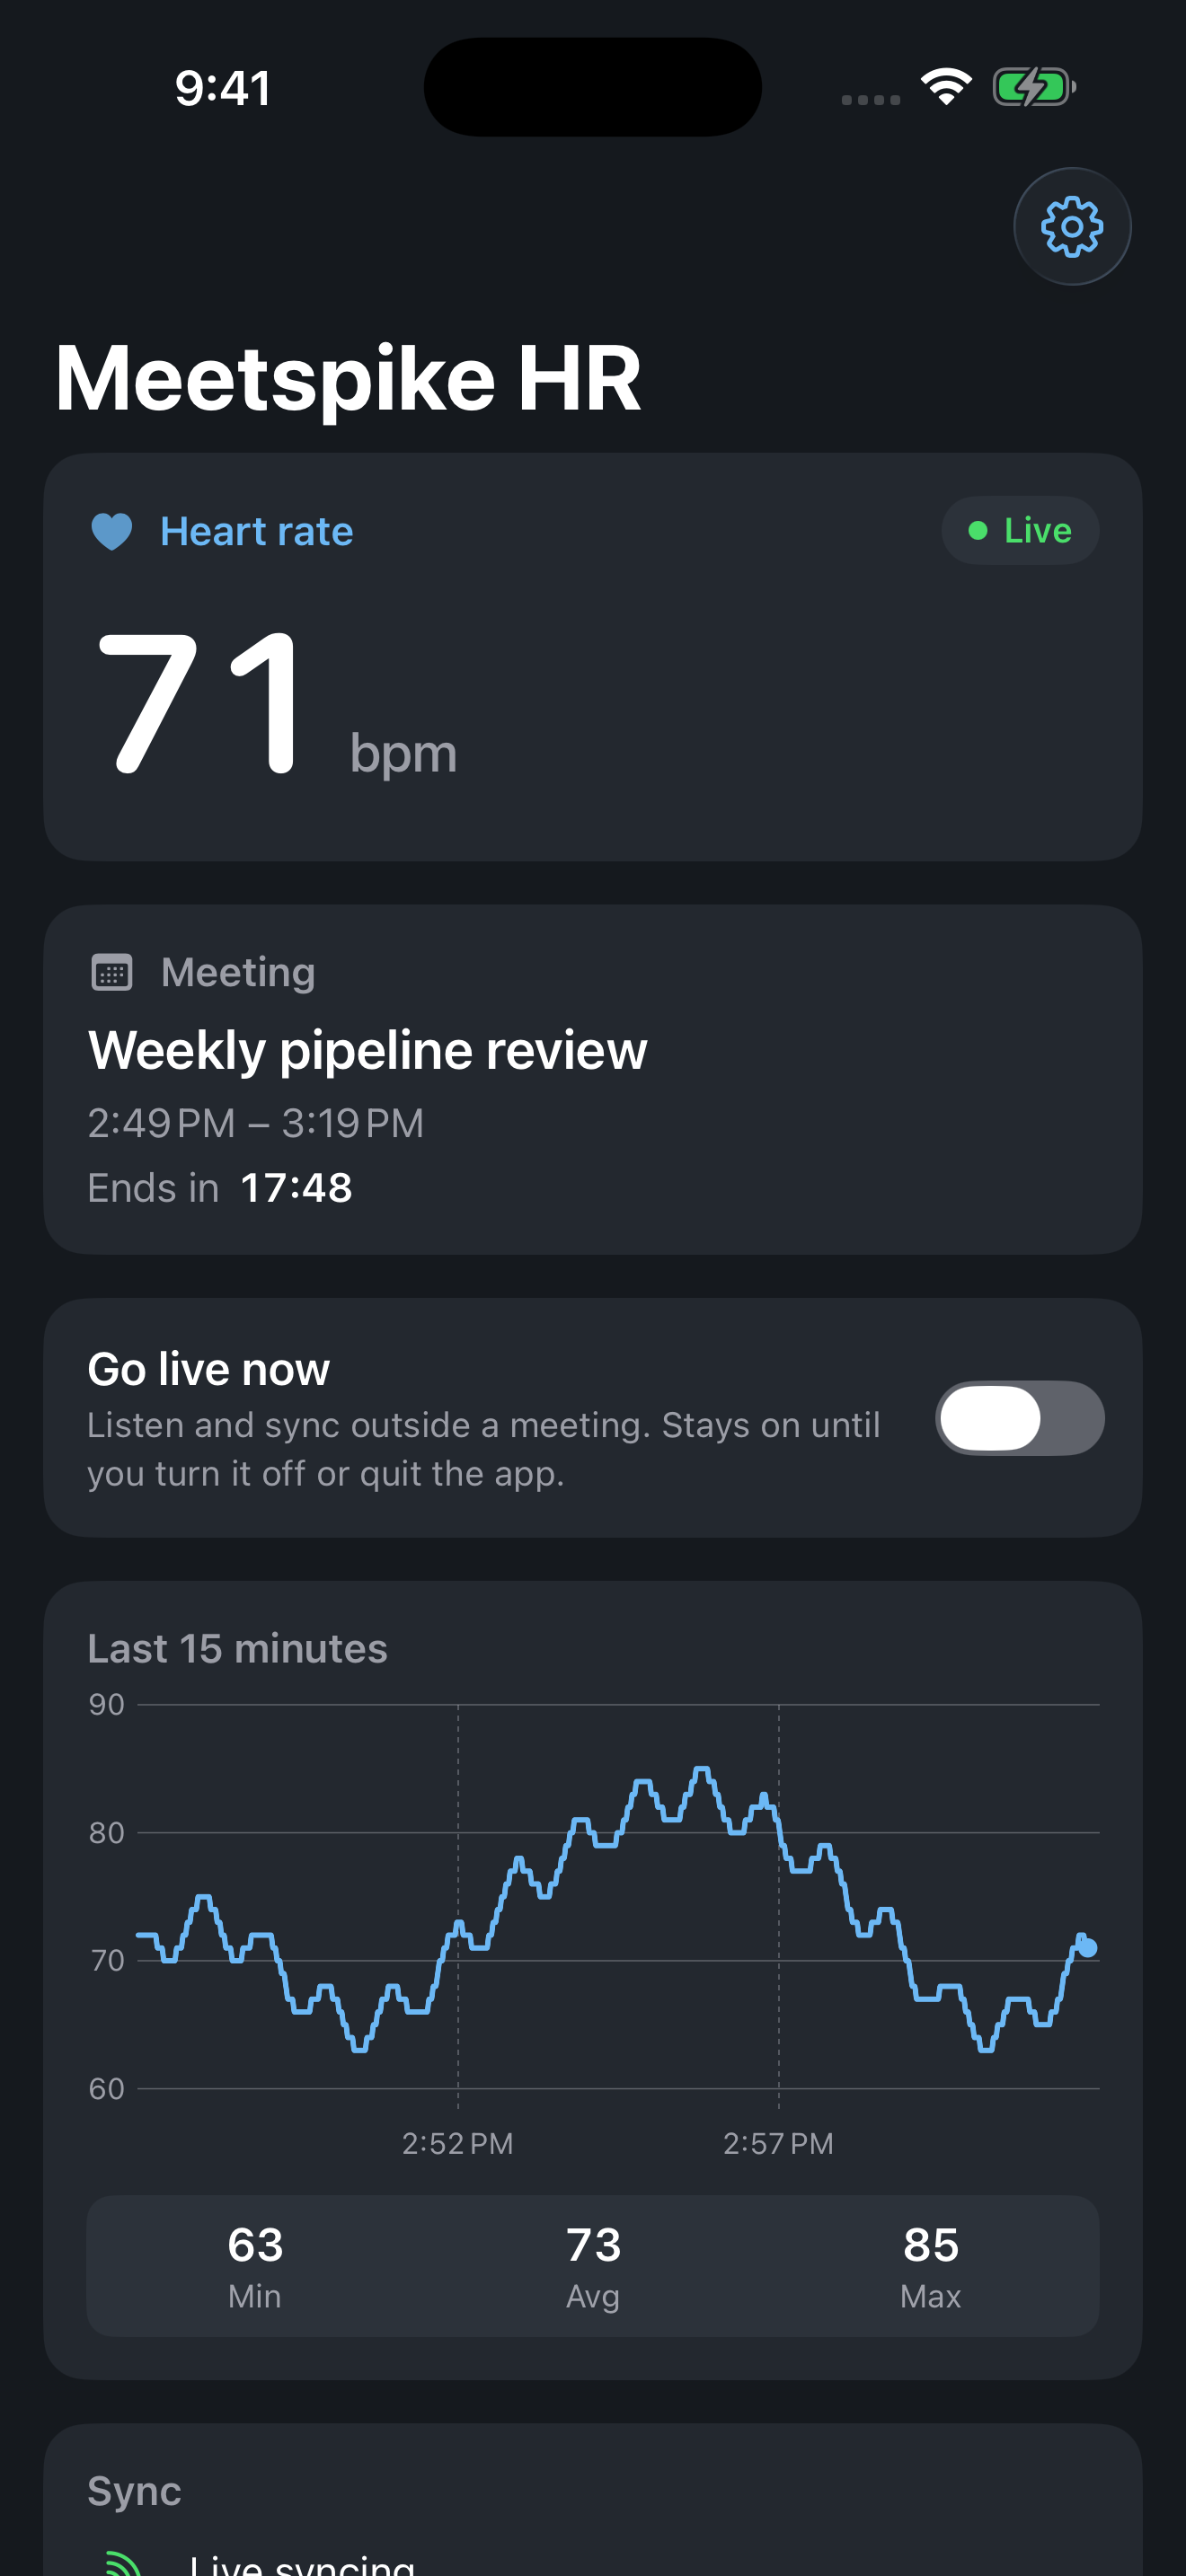 9:41
Meetspike HR
Heart rate
Live
71 bpm
Meeting
Weekly pipeline review
2:49 PM – 3:19 PM
Ends in 17:48
Go live now
Listen and sync outside a meeting. Stays on until
you turn it off or quit the app.
Last 15 minutes
90
80
70
60
2:52 PM 2:57 PM
63 73 85
Min Avg Max
Sync
Live syncing